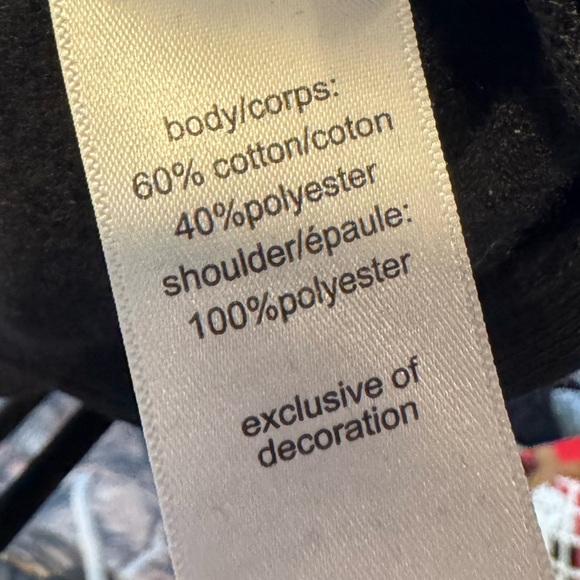 body/corps:
60% cotton/coton
40%polyester
shoulder/épaule:
100%polyester
exclusive of
decoration